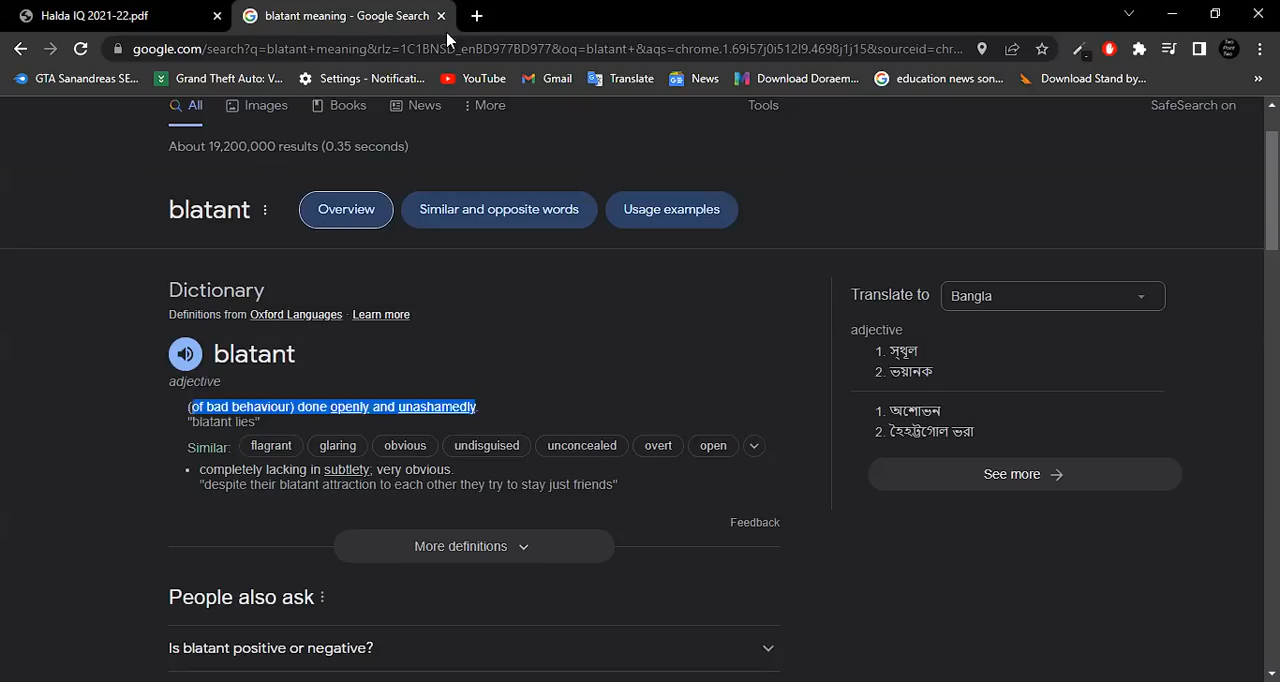 Halda IQ 2021-22.pdf
blatant meaning - Google Search
google.com/search?q=blatant+meaning&rlz=1C1BNSD_enBD977BD977&oq=blatant+&aqs=chrome.1.69i57j0i512l9.4698j1j15&sourceid=chr...
GTA Sanandreas SE...
Grand Theft Auto: V...
Settings - Notificati...
YouTube
Gmail
Translate
News
Download Doraem...
education news son...
Download Stand by...
All
Images
Books
News
More
Tools
SafeSearch on
About 19,200,000 results (0.35 seconds)
blatant
Overview
Similar and opposite words
Usage examples
Dictionary
Definitions from Oxford Languages · Learn more
blatant
adjective
(of bad behaviour) done openly and unashamedly.
"blatant lies"
Similar:
flagrant
glaring
obvious
undisguised
unconcealed
overt
open
• completely lacking in subtlety; very obvious.
"despite their blatant attraction to each other they try to stay just friends"
Feedback
More definitions
Translate to
Bangla
adjective
1. স্থূল
2. ভয়ানক
1. অশোভন
2. হৈহট্টগোল ভরা
See more
People also ask
Is blatant positive or negative?